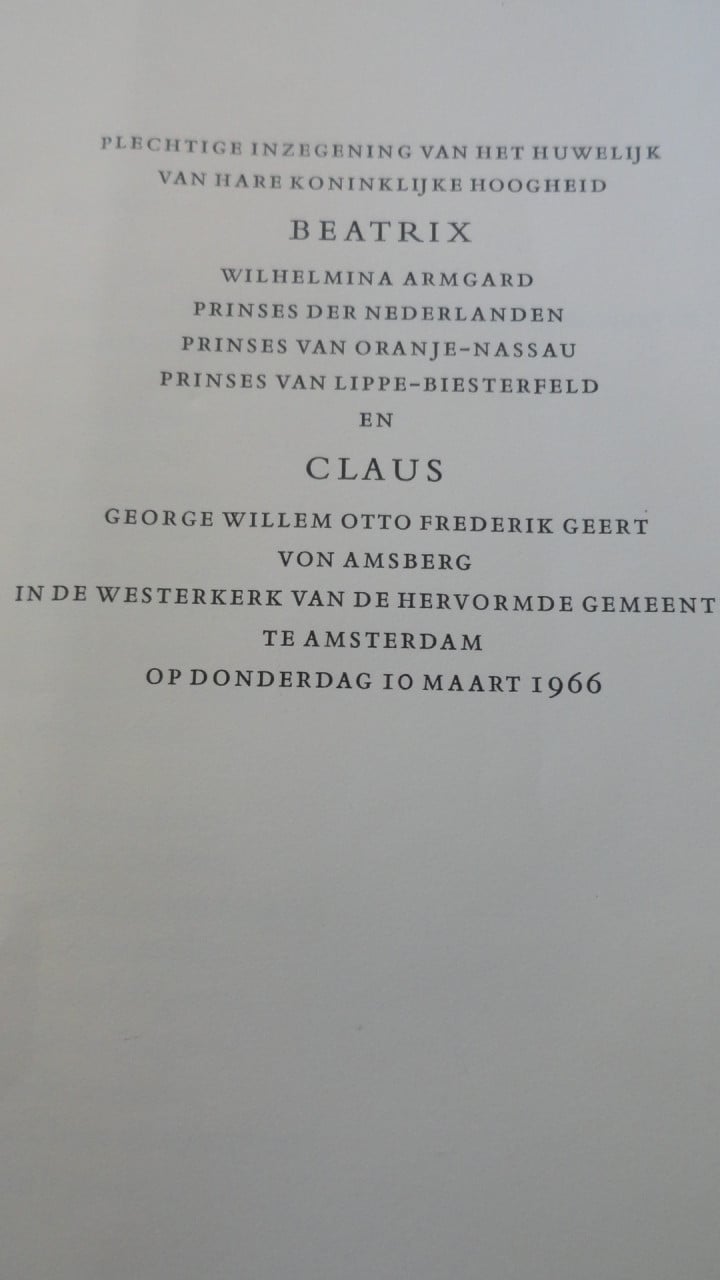 PLECHTIGE INZEGENING VAN HET HUWELIJK
VAN HARE KONINKLIJKE HOOGHEID
BEATRIX
WILHELMINA ARMGARD
PRINSES DER NEDERLANDEN
PRINSES VAN ORANJE-NASSAU
PRINSES VAN LIPPE-BIESTERFELD
EN
CLAUS
GEORGE WILLEM OTTO FREDERIK GEERT
VON AMSBERG
IN DE WESTERKERK VAN DE HERVORMDE GEMEENT
TE AMSTERDAM
OP DONDERDAG 10 MAART 1966